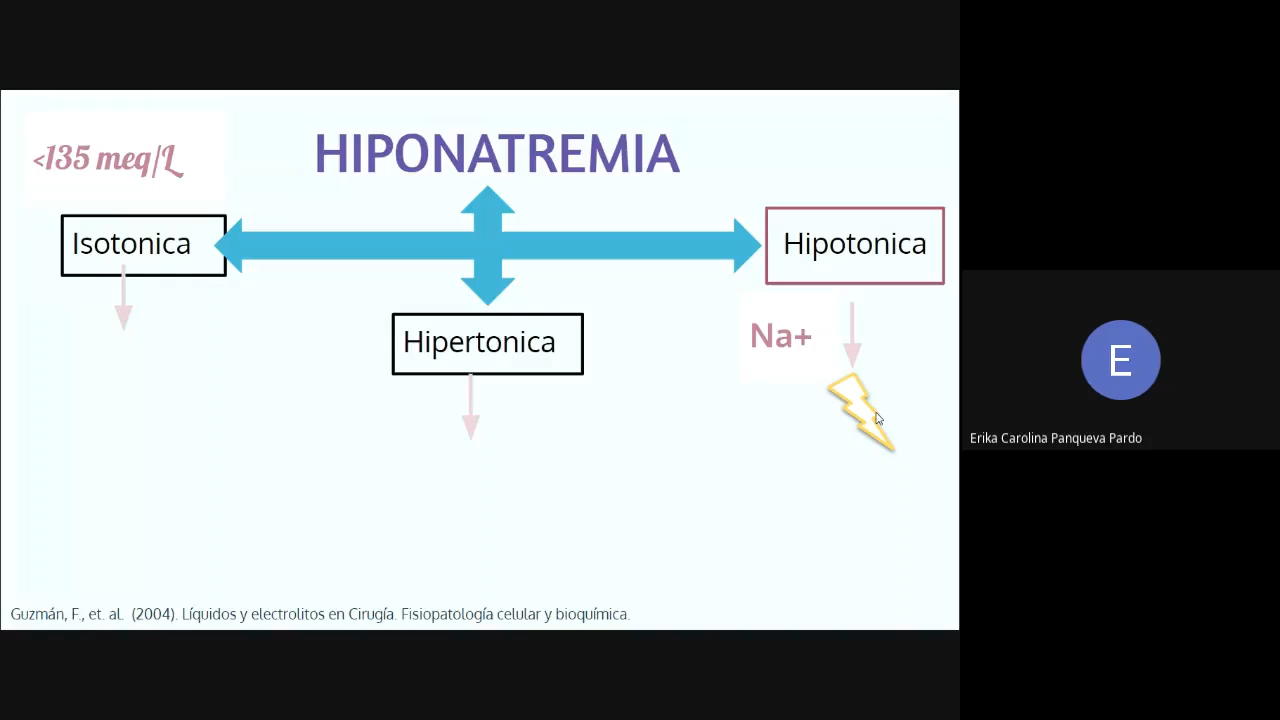 <135 meq/L
HIPONATREMIA
Isotonica
Hipotonica
Hipertonica
Na+
E
Erika Carolina Panqueva Pardo
Guzmán, F., et. al. (2004). Líquidos y electrolitos en Cirugía. Fisiopatología celular y bioquímica.